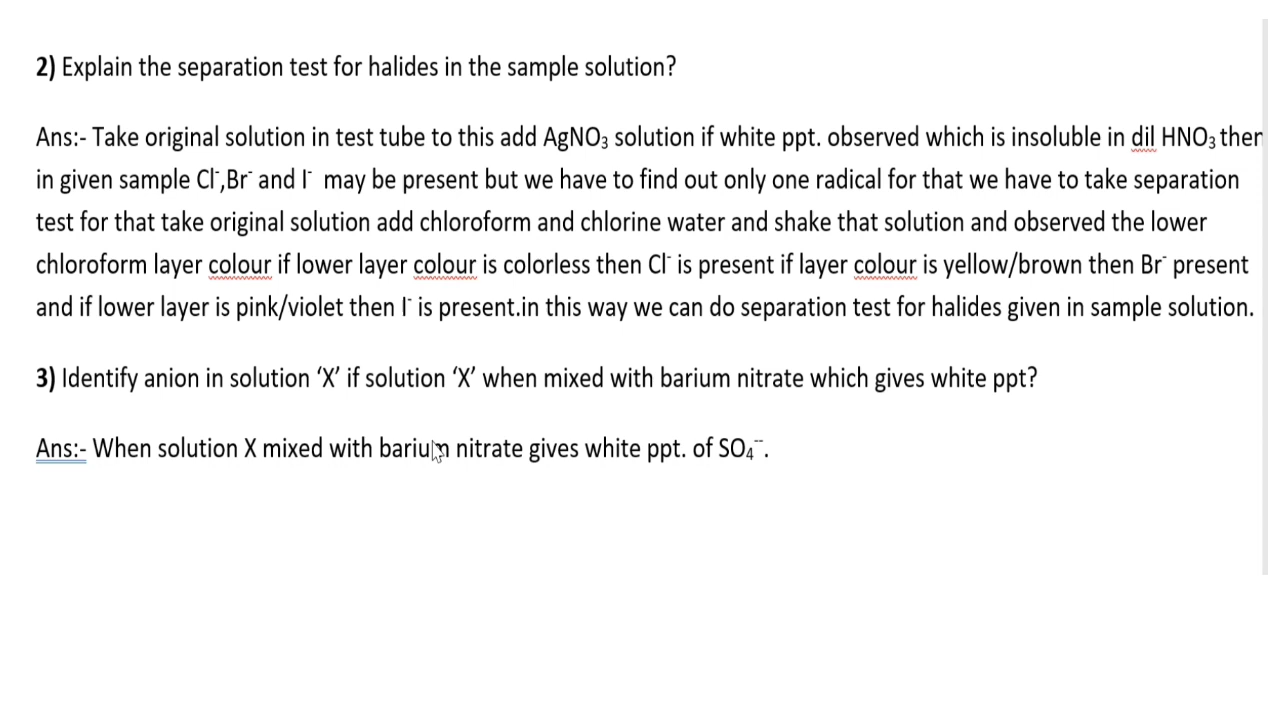 2) Explain the separation test for halides in the sample solution?
Ans:- Take original solution in test tube to this add AgNO₃ solution if white ppt. observed which is insoluble in dil HNO₃ then
in given sample Cl⁻,Br⁻ and I⁻ may be present but we have to find out only one radical for that we have to take separation
test for that take original solution add chloroform and chlorine water and shake that solution and observed the lower
chloroform layer colour if lower layer colour is colorless then Cl⁻ is present if layer colour is yellow/brown then Br⁻ present
and if lower layer is pink/violet then I⁻ is present.in this way we can do separation test for halides given in sample solution.
3) Identify anion in solution ‘X’ if solution ‘X’ when mixed with barium nitrate which gives white ppt?
Ans:- When solution X mixed with barium nitrate gives white ppt. of SO₄⁻⁻.